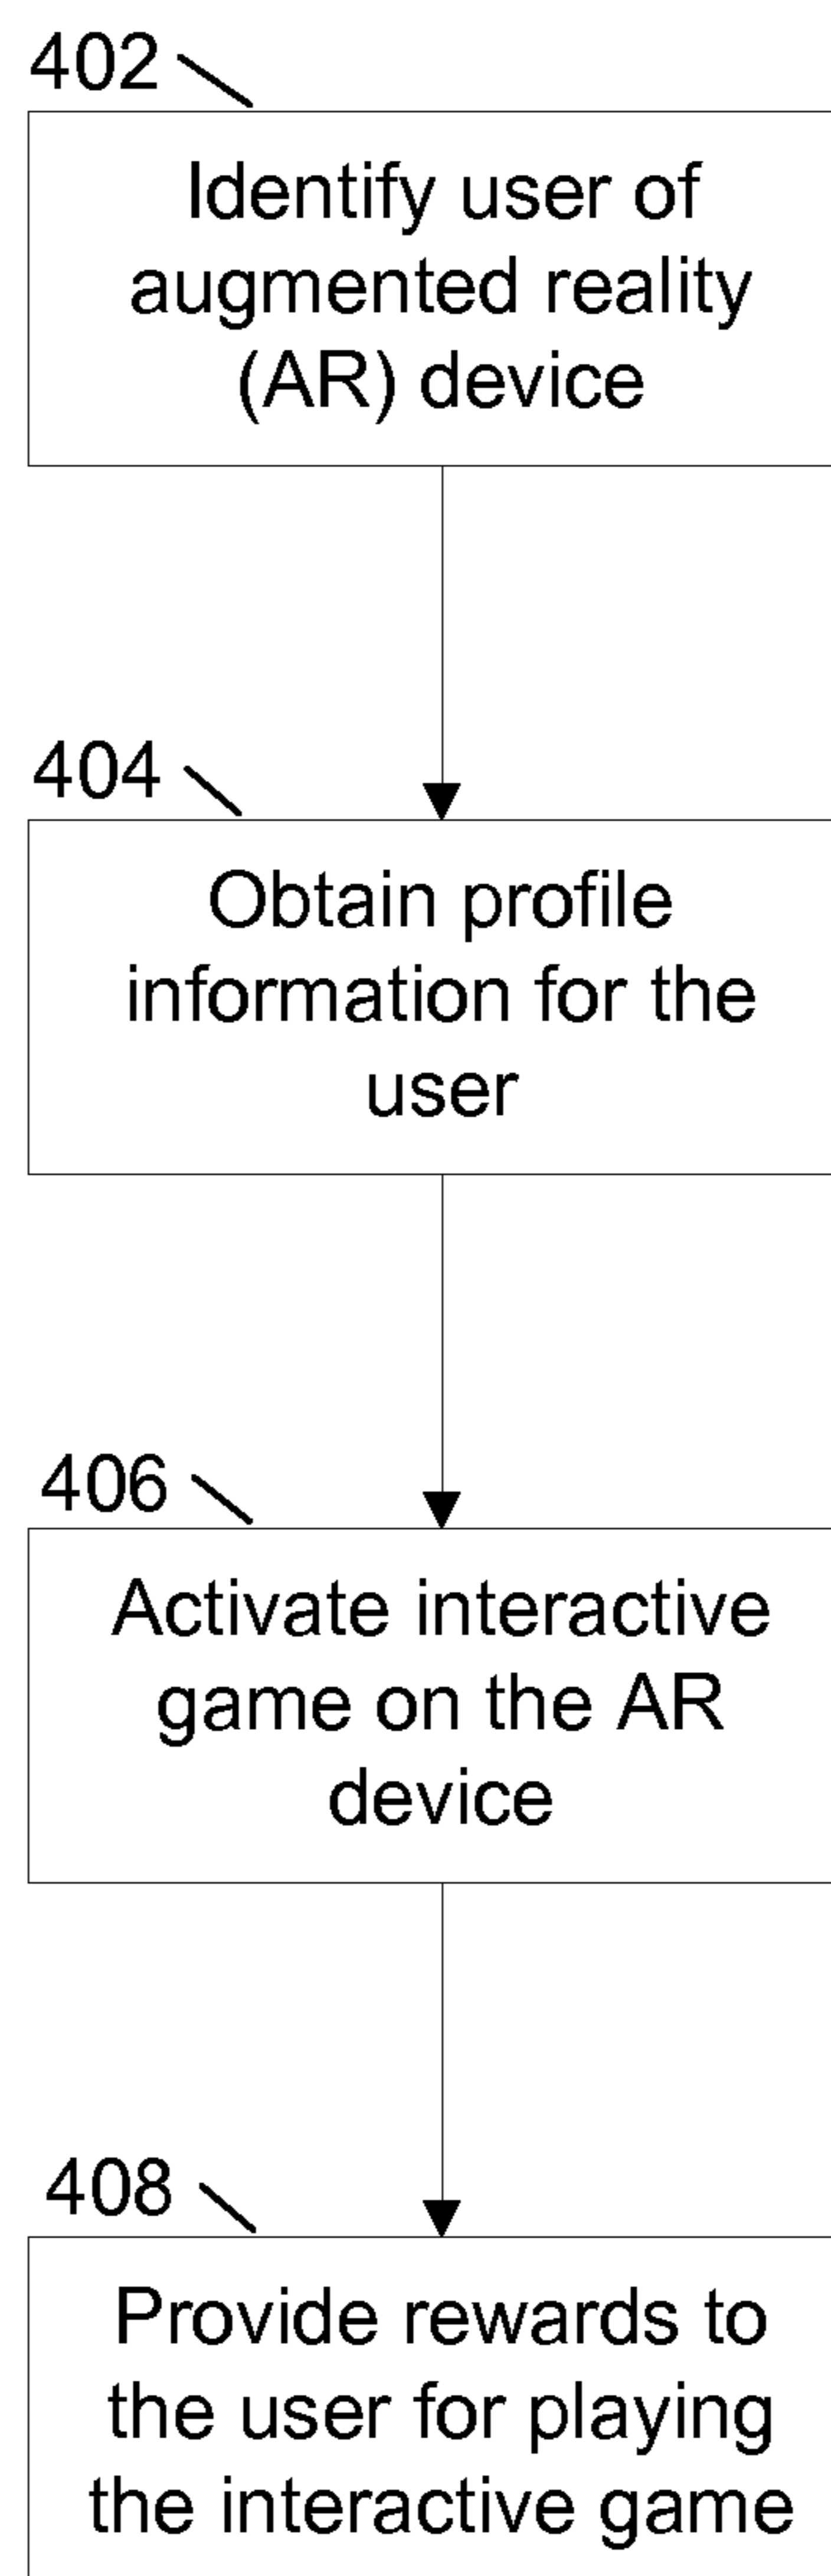 402
Identify user of
augmented reality
(AR) device
404
Obtain profile
information for the
user
406
Activate interactive
game on the AR
device
408
Provide rewards to
the user for playing
the interactive game